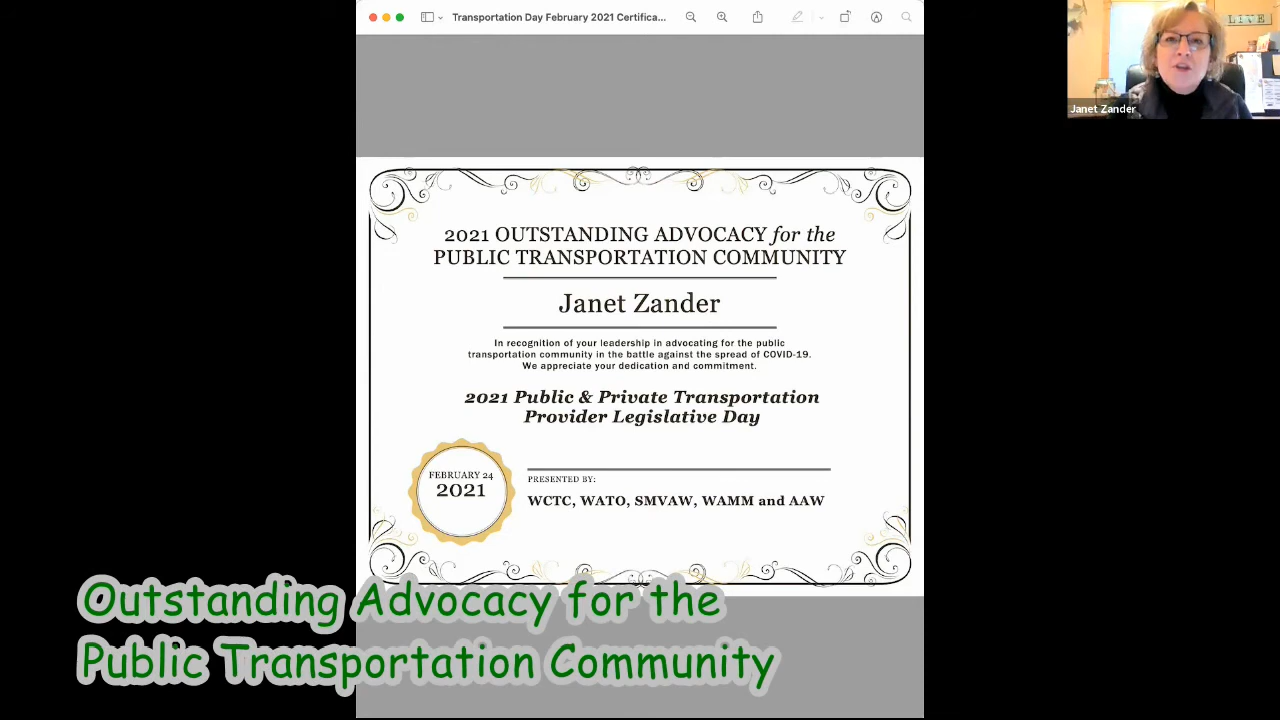 Transportation Day February 2021 Certifica...
LIVE
Janet Zander
2021 OUTSTANDING ADVOCACY for the
PUBLIC TRANSPORTATION COMMUNITY
Janet Zander
In recognition of your leadership in advocating for the public
transportation community in the battle against the spread of COVID-19.
We appreciate your dedication and commitment.
2021 Public & Private Transportation
Provider Legislative Day
FEBRUARY 24
2021
PRESENTED BY:
WCTC, WATO, SMVAW, WAMM and AAW
Outstanding Advocacy for the
Public Transportation Community